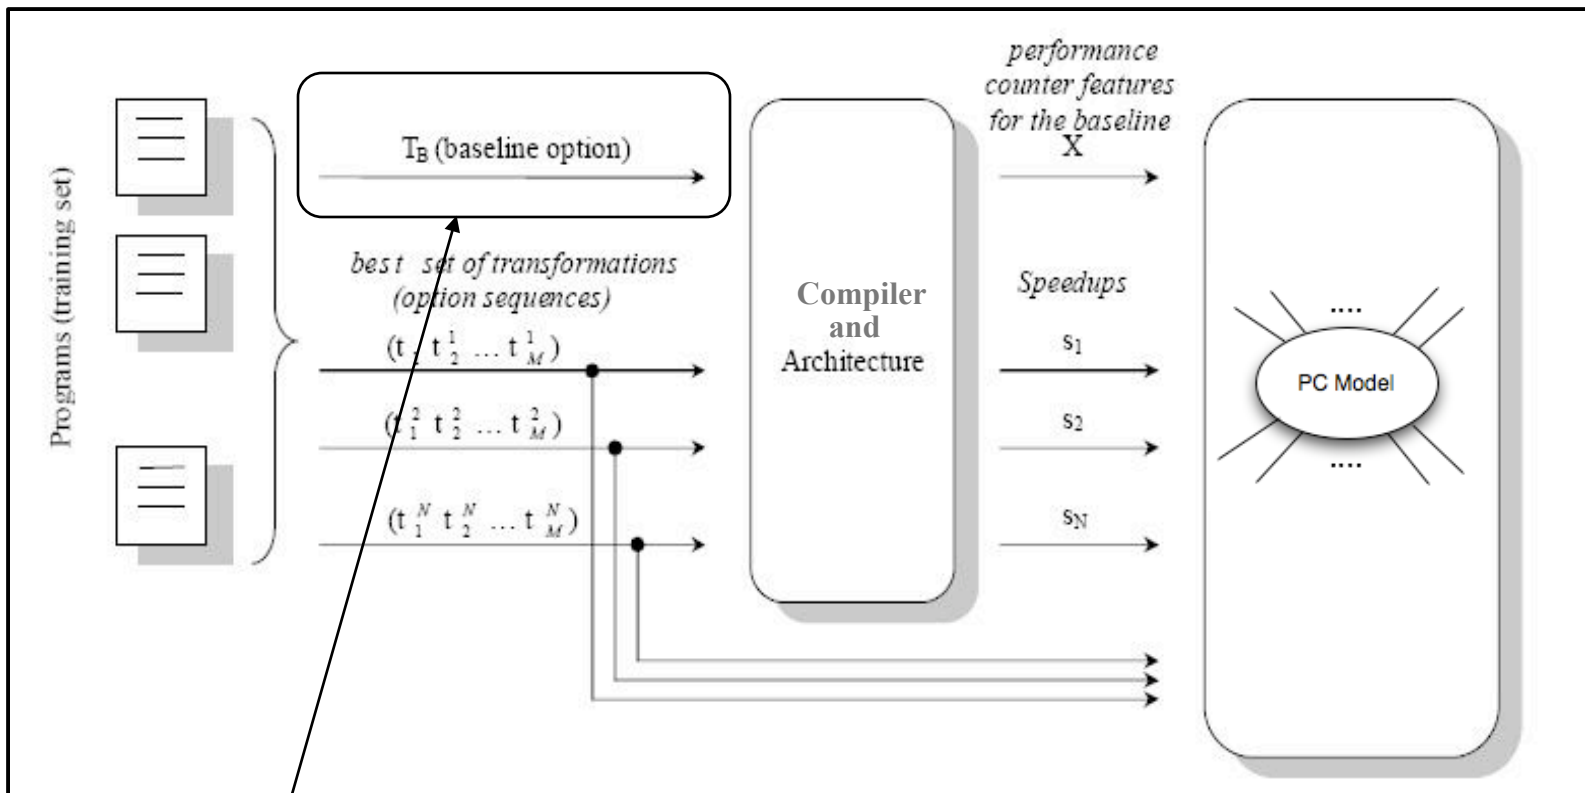 Programs (training set)
T_B (baseline option)
best set of transformations
(option sequences)
(t_1 t_2^1 ... t_M^1)
(t_1^2 t_2^2 ... t_M^2)
(t_1^N t_2^N ... t_M^N)
Compiler
and
Architecture
performance
counter features
for the baseline
X
Speedups
s_1
s_2
s_N
....
PC Model
....